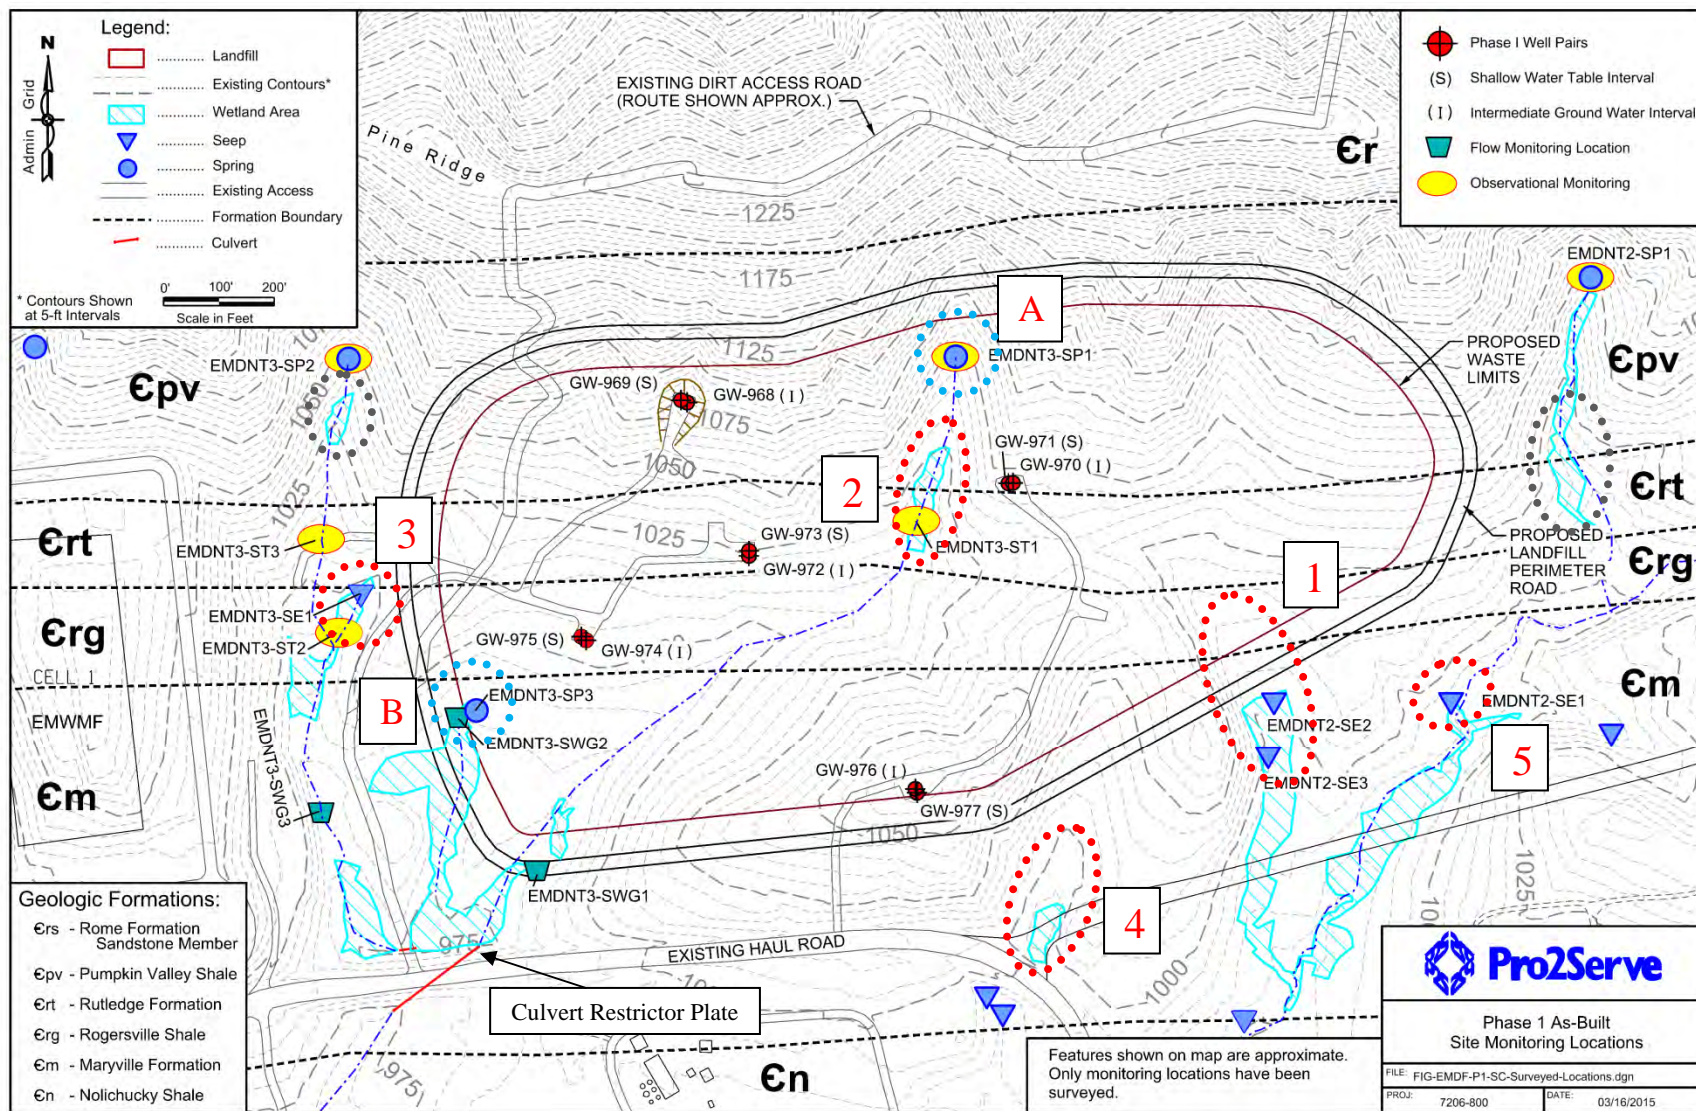 Legend:
N
Admin Grid
............ Landfill
............ Existing Contours*
............ Wetland Area
............ Seep
............ Spring
............ Existing Access
............ Formation Boundary
............ Culvert
* Contours Shown
at 5-ft Intervals
0' 100' 200'
Scale in Feet
Phase I Well Pairs
(S) Shallow Water Table Interval
(I) Intermediate Ground Water Interval
Flow Monitoring Location
Observational Monitoring
EXISTING DIRT ACCESS ROAD
(ROUTE SHOWN APPROX.)
Pine Ridge
Єr
1225
1175
1125
1075
1050
1025
A
EMDNT2-SP1
EMDNT3-SP2
EMDNT3-SP1
PROPOSED
WASTE
LIMITS
Єpv
Єpv
1050
GW-969 (S)
GW-968 (I)
GW-971 (S)
GW-970 (I)
2
1025
Єrt
Єrt
3
EMDNT3-ST3
GW-973 (S)
GW-972 (I)
EMDNT3-ST1
PROPOSED
LANDFILL
PERIMETER
ROAD
1
Єrg
Єrg
EMDNT3-SE1
EMDNT3-ST2
GW-975 (S)
GW-974 (I)
CELL 1
EMWMF
Єm
Єm
B
EMDNT3-SP3
EMDNT3-SWG2
EMDNT3-SWG3
EMDNT2-SE2
EMDNT2-SE1
EMDNT2-SE3
5
GW-976 (I)
GW-977 (S)
1050
1025
1000
EMDNT3-SWG1
4
975
EXISTING HAUL ROAD
Culvert Restrictor Plate
975
Єn
Geologic Formations:
Єrs - Rome Formation
Sandstone Member
Єpv - Pumpkin Valley Shale
Єrt - Rutledge Formation
Єrg - Rogersville Shale
Єm - Maryville Formation
Єn - Nolichucky Shale
Features shown on map are approximate.
Only monitoring locations have been
surveyed.
Pro2Serve
Phase 1 As-Built
Site Monitoring Locations
FILE: FIG-EMDF-P1-SC-Surveyed-Locations.dgn
PROJ: 7206-800 DATE: 03/16/2015